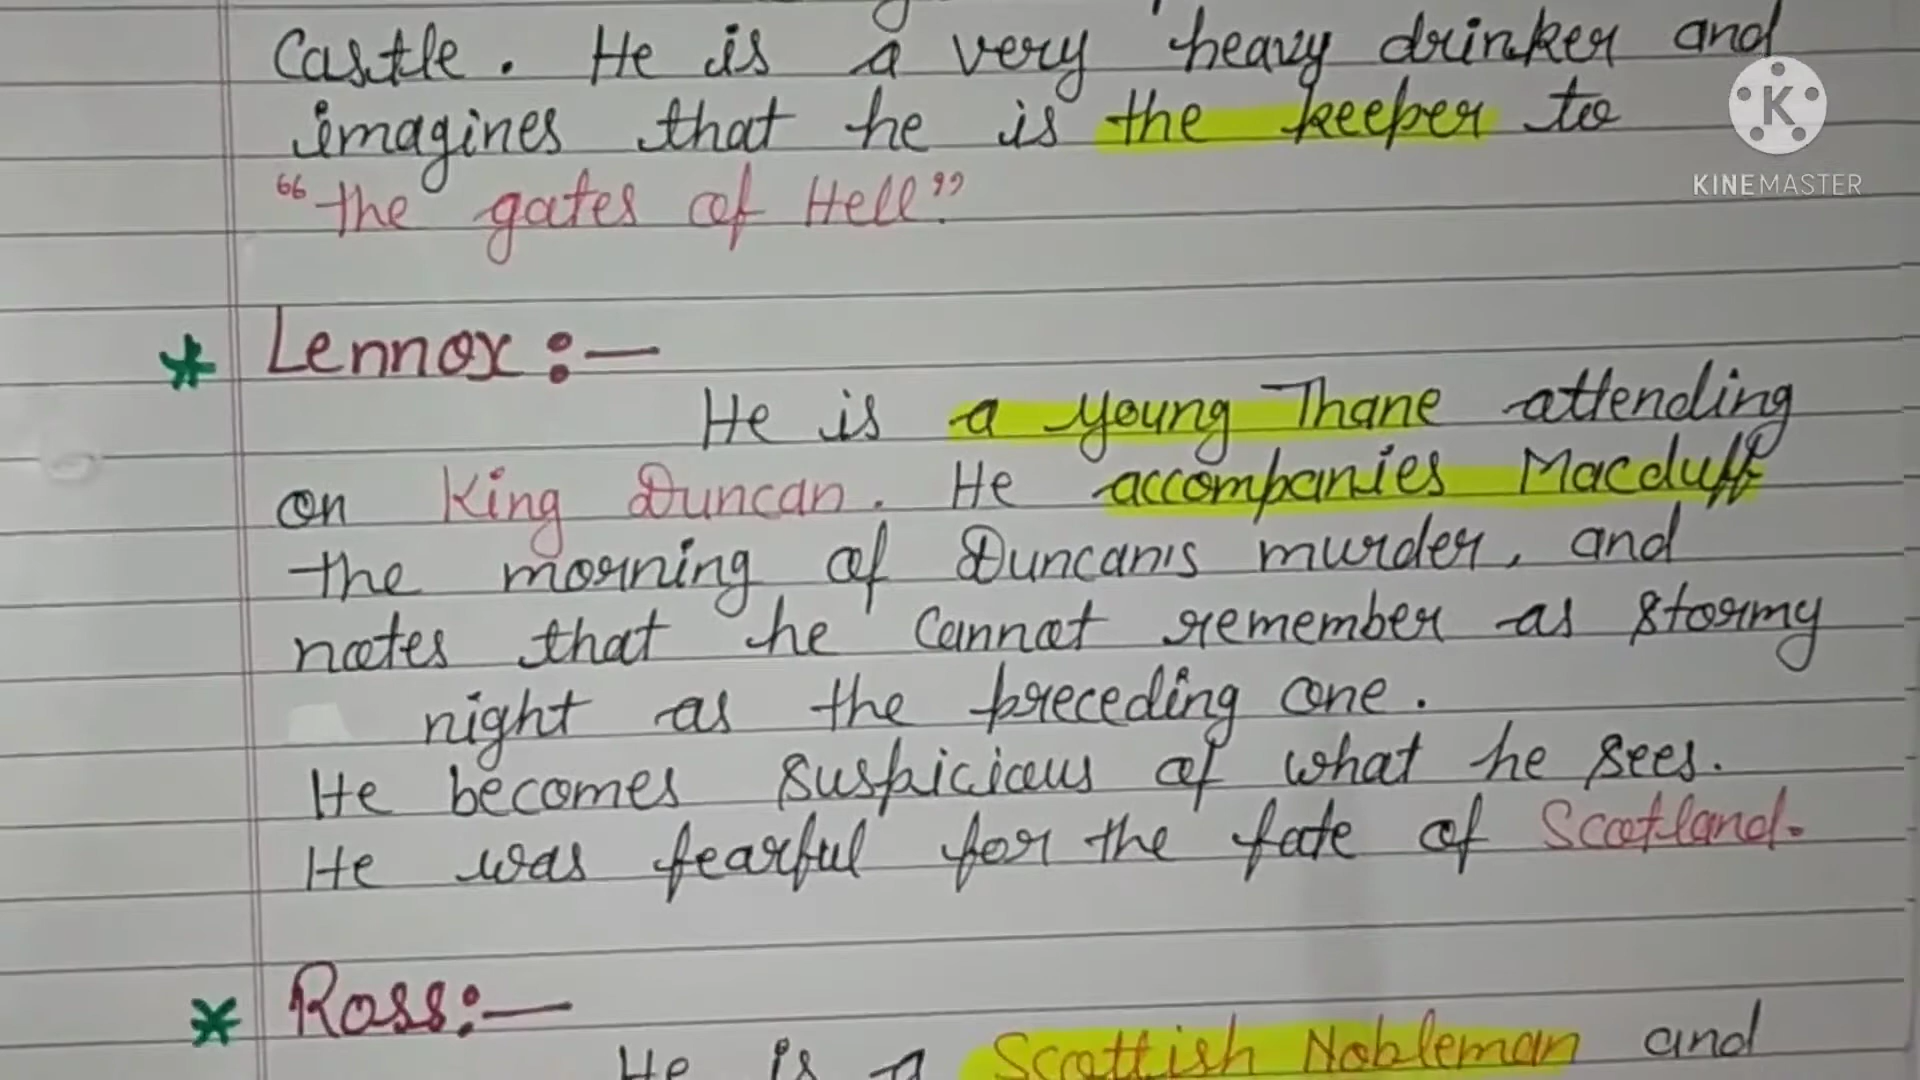 Castle. He is a very heavy drinker and
imagines that he is the keeper to
"the gates of Hell".
KINEMASTER
* Lennox :-
He is a young Thane attending
on King Duncan. He accompanies Macduff
the morning of Duncan's murder, and
notes that he cannot remember as stormy
night as the preceding one.
He becomes suspicious of what he sees.
He was fearful for the fate of Scotland.
* Ross:-
He is a Scottish Nobleman and